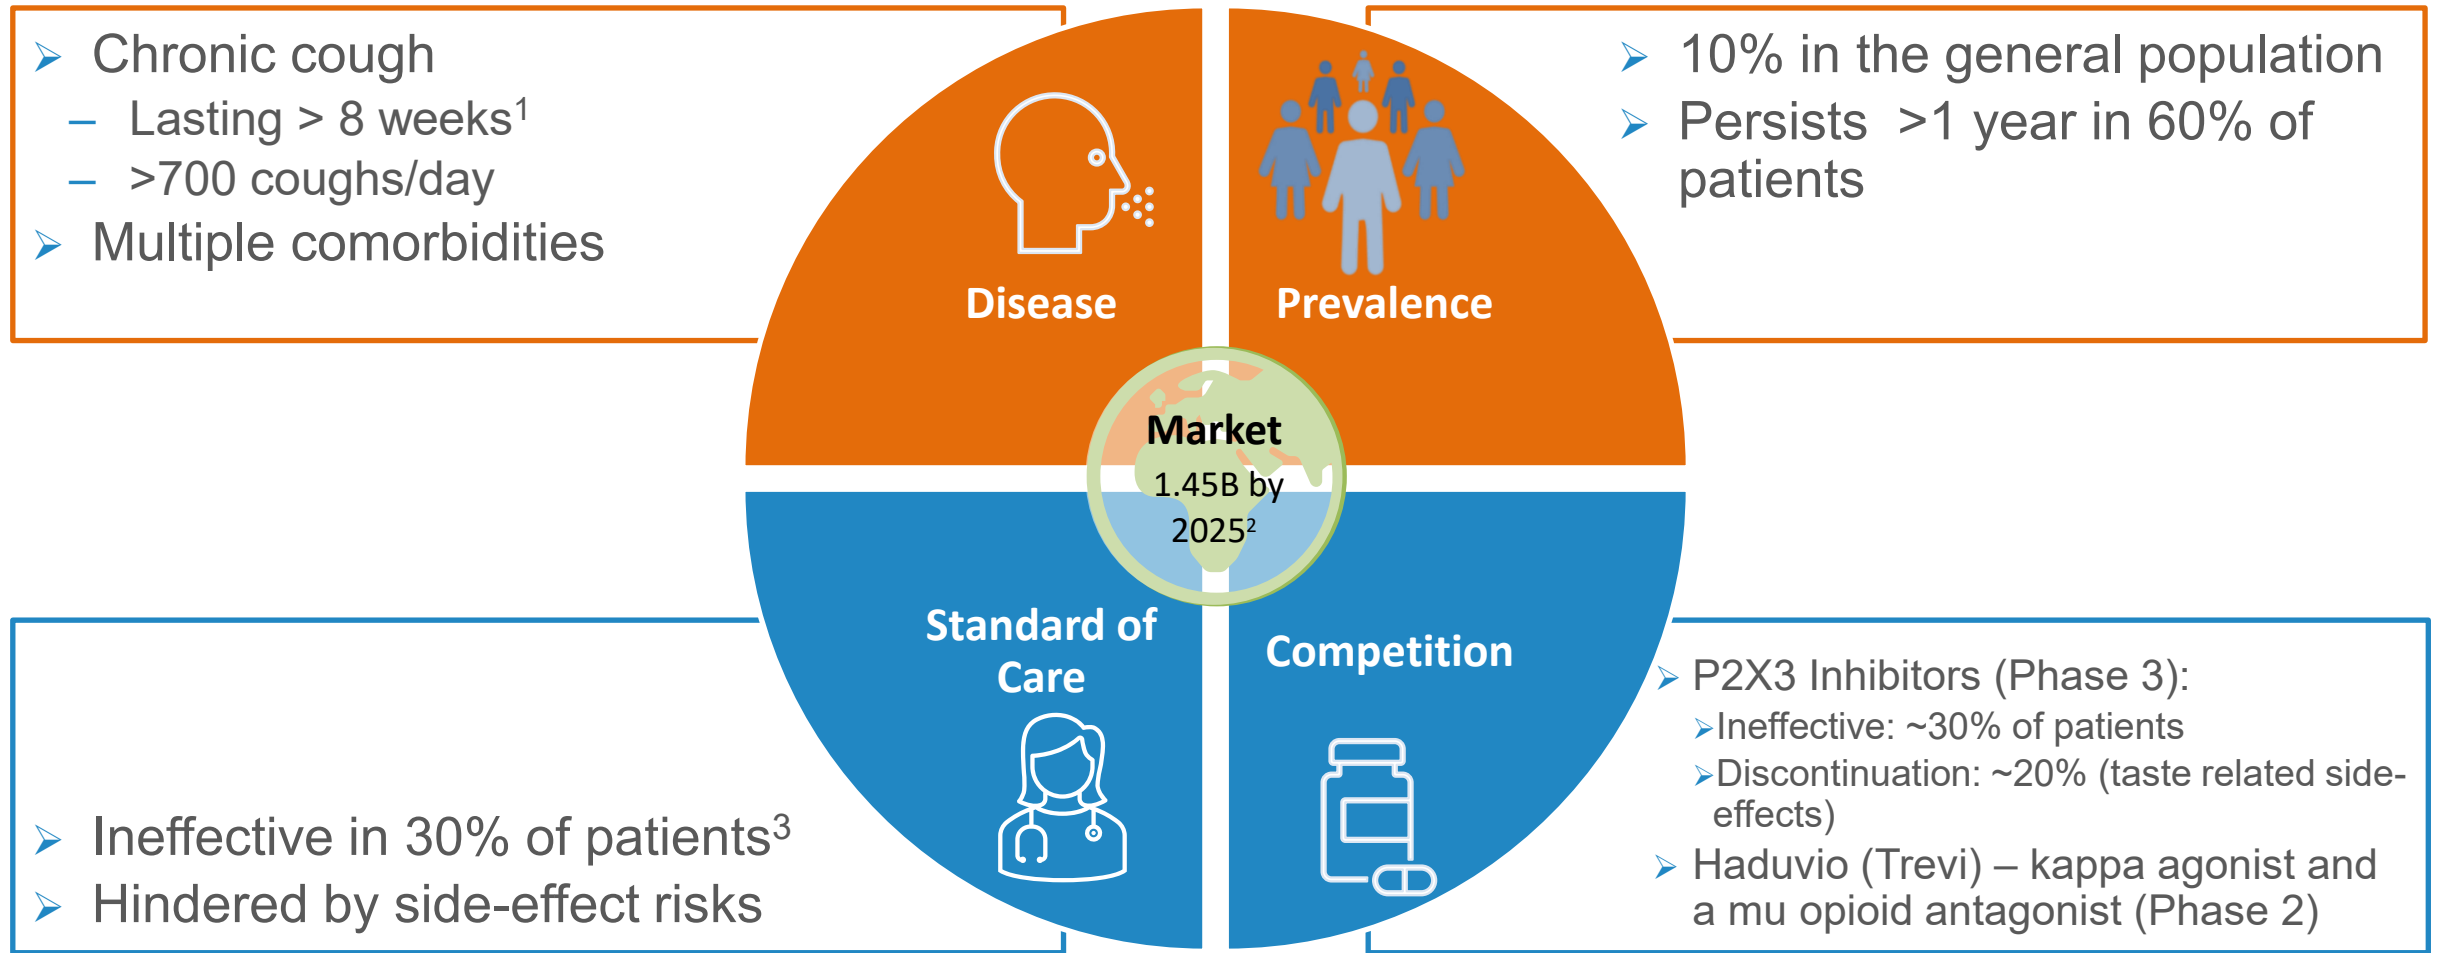 ➢ Chronic cough
– Lasting > 8 weeks¹
– >700 coughs/day
➢ Multiple comorbidities
Disease
Prevalence
➢ 10% in the general population
➢ Persists >1 year in 60% of
patients
Market
1.45B by
2025²
Standard of
Care
➢ Ineffective in 30% of patients³
➢ Hindered by side-effect risks
Competition
➢ P2X3 Inhibitors (Phase 3):
➢Ineffective: ~30% of patients
➢Discontinuation: ~20% (taste related side-
effects)
➢ Haduvio (Trevi) – kappa agonist and
a mu opioid antagonist (Phase 2)